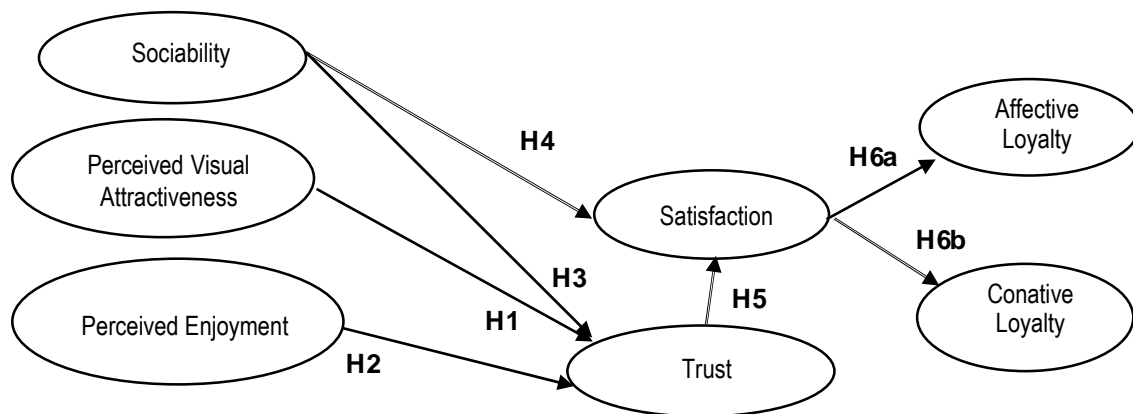 Sociability
Perceived Visual
Attractiveness
Perceived Enjoyment
H4
H3
H1
H2
Satisfaction
H5
Trust
H6a
H6b
Affective
Loyalty
Conative
Loyalty